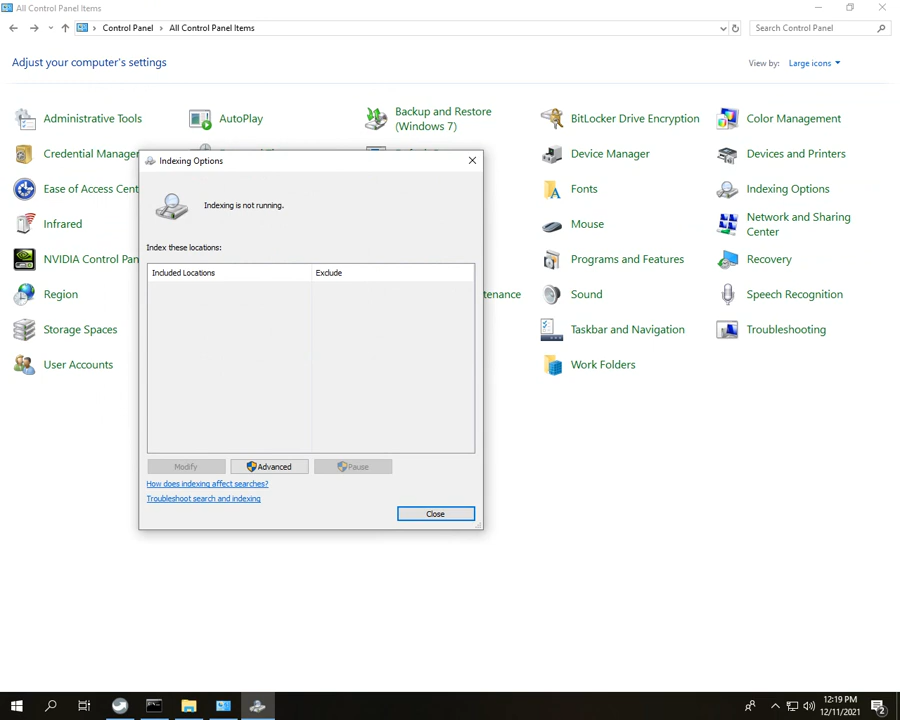 All Control Panel Items
Control Panel > All Control Panel Items
Search Control Panel
Adjust your computer's settings
View by: Large icons
Administrative Tools
AutoPlay
Backup and Restore
(Windows 7)
BitLocker Drive Encryption
Color Management
Credential Manager
Device Manager
Devices and Printers
Indexing Options
Ease of Access Cent
Fonts
Indexing Options
Indexing is not running.
Infrared
Mouse
Network and Sharing
Center
Index these locations:
NVIDIA Control Pan
Programs and Features
Recovery
Included Locations
Exclude
Region
tenance
Sound
Speech Recognition
Storage Spaces
Taskbar and Navigation
Troubleshooting
User Accounts
Work Folders
Modify
Advanced
Pause
How does indexing affect searches?
Troubleshoot search and indexing
Close
12:19 PM
12/11/2021
2